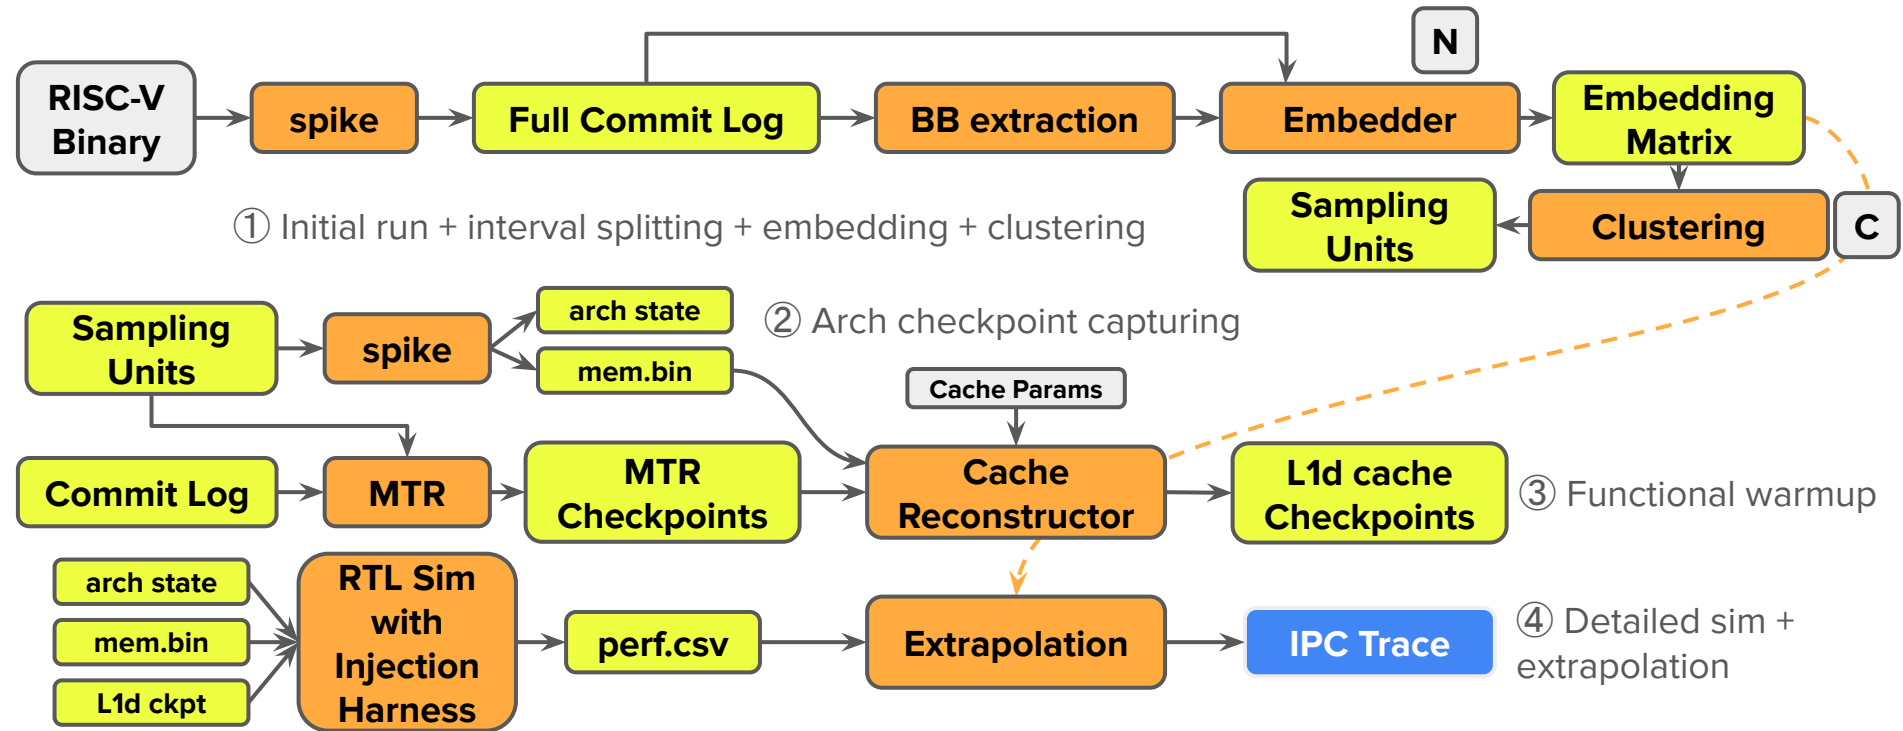 N
RISC-V
Binary
spike
Full Commit Log
BB extraction
Embedder
Embedding
Matrix
① Initial run + interval splitting + embedding + clustering
Sampling
Units
Clustering
C
Sampling
Units
spike
arch state
mem.bin
② Arch checkpoint capturing
Cache Params
Commit Log
MTR
MTR
Checkpoints
Cache
Reconstructor
L1d cache
Checkpoints
③ Functional warmup
arch state
mem.bin
L1d ckpt
RTL Sim
with
Injection
Harness
perf.csv
Extrapolation
IPC Trace
④ Detailed sim +
extrapolation